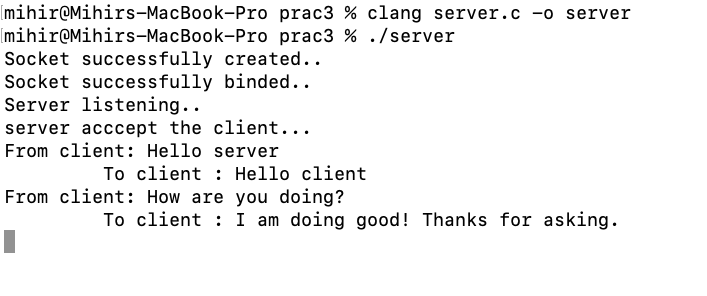 [mihir@Mihirs-MacBook-Pro prac3 % clang server.c -o server
[mihir@Mihirs-MacBook-Pro prac3 % ./server
Socket successfully created..
Socket successfully binded..
Server listening..
server acccept the client...
From client: Hello server
To client : Hello client
From client: How are you doing?
To client : I am doing good! Thanks for asking.